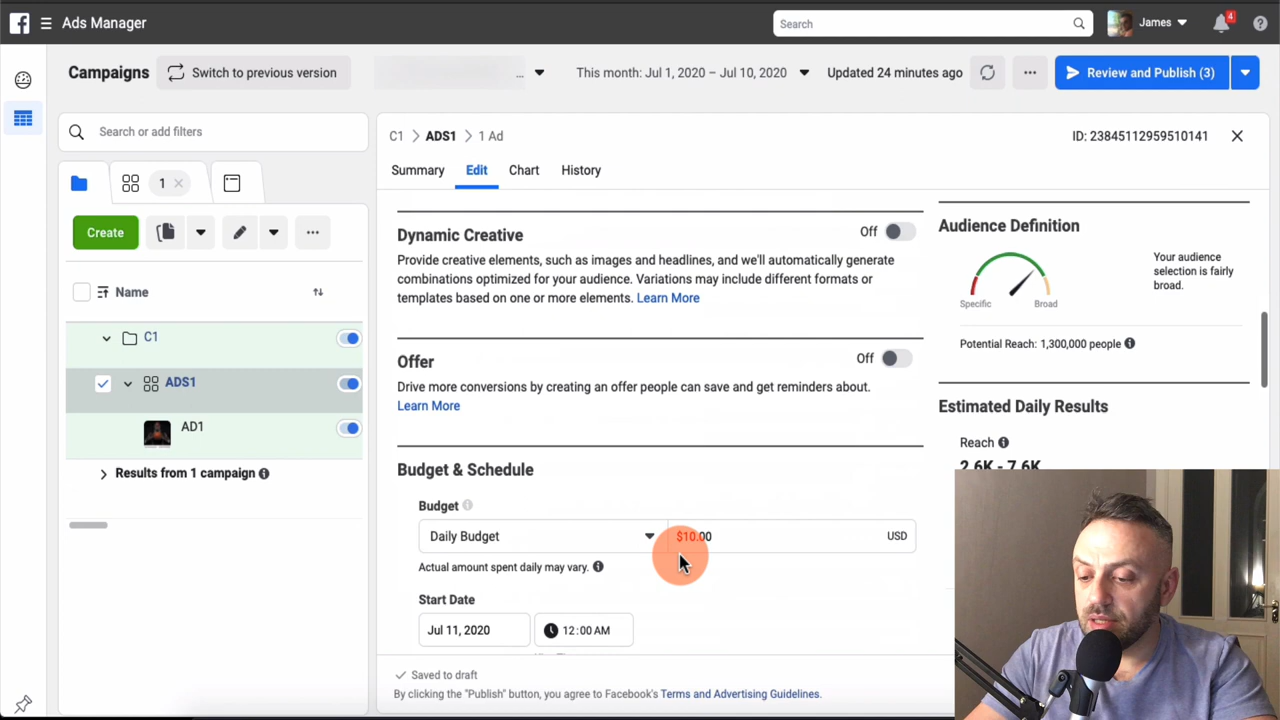 Ads Manager
Search
James
4
Campaigns
Switch to previous version
...
This month: Jul 1, 2020 – Jul 10, 2020
Updated 24 minutes ago
Review and Publish (3)
Search or add filters
C1 > ADS1 > 1 Ad
ID: 23845112959510141
Summary
Edit
Chart
History
1
Create
Name
C1
ADS1
AD1
Results from 1 campaign
Dynamic Creative
Off
Provide creative elements, such as images and headlines, and we'll automatically generate
combinations optimized for your audience. Variations may include different formats or
templates based on one or more elements. Learn More
Offer
Off
Drive more conversions by creating an offer people can save and get reminders about.
Learn More
Budget & Schedule
Budget
Daily Budget
$10.00
USD
Actual amount spent daily may vary.
Start Date
Jul 11, 2020
12:00 AM
Saved to draft
By clicking the "Publish" button, you agree to Facebook's Terms and Advertising Guidelines.
Audience Definition
Specific
Broad
Your audience
selection is fairly
broad.
Potential Reach: 1,300,000 people
Estimated Daily Results
Reach
2.6K - 7.6K